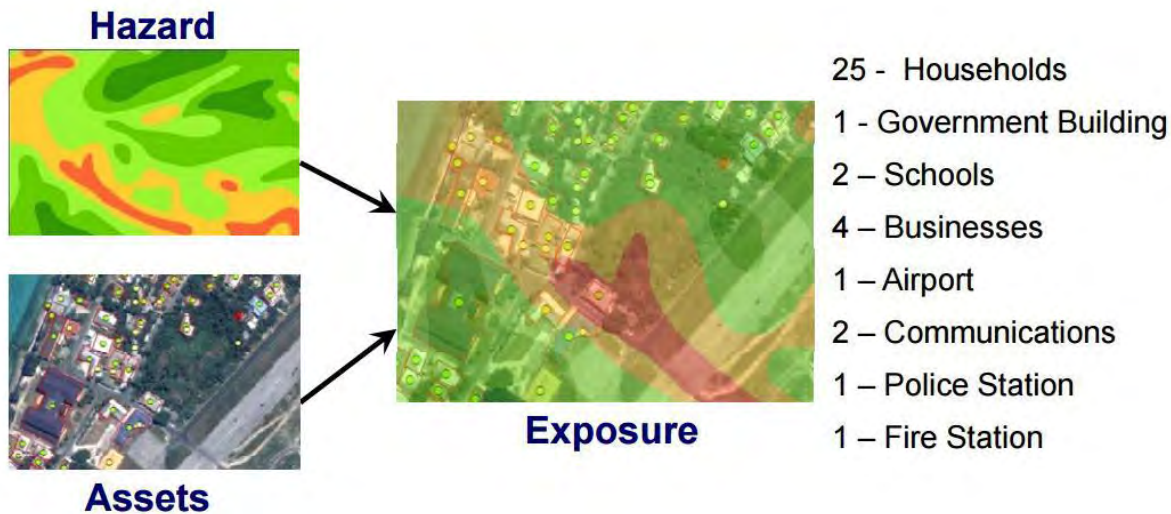 Hazard
Assets
Exposure
25 - Households
1 - Government Building
2 – Schools
4 – Businesses
1 – Airport
2 – Communications
1 – Police Station
1 – Fire Station